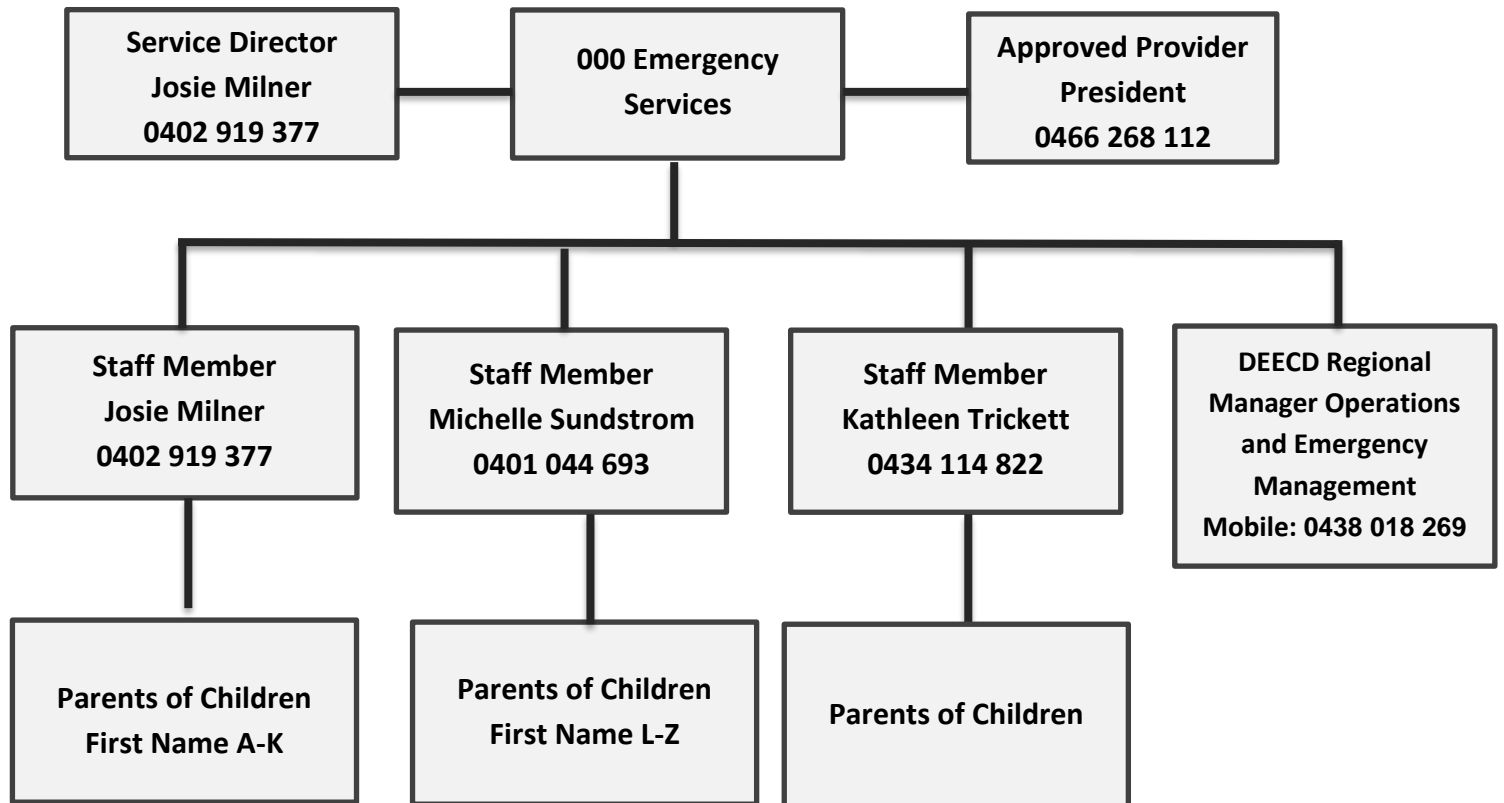 Service Director
Josie Milner
0402 919 377
000 Emergency
Services
Approved Provider
President
0466 268 112
Staff Member
Josie Milner
0402 919 377
Staff Member
Michelle Sundstrom
0401 044 693
Staff Member
Kathleen Trickett
0434 114 822
DEECD Regional
Manager Operations
and Emergency
Management
Mobile: 0438 018 269
Parents of Children
First Name A-K
Parents of Children
First Name L-Z
Parents of Children